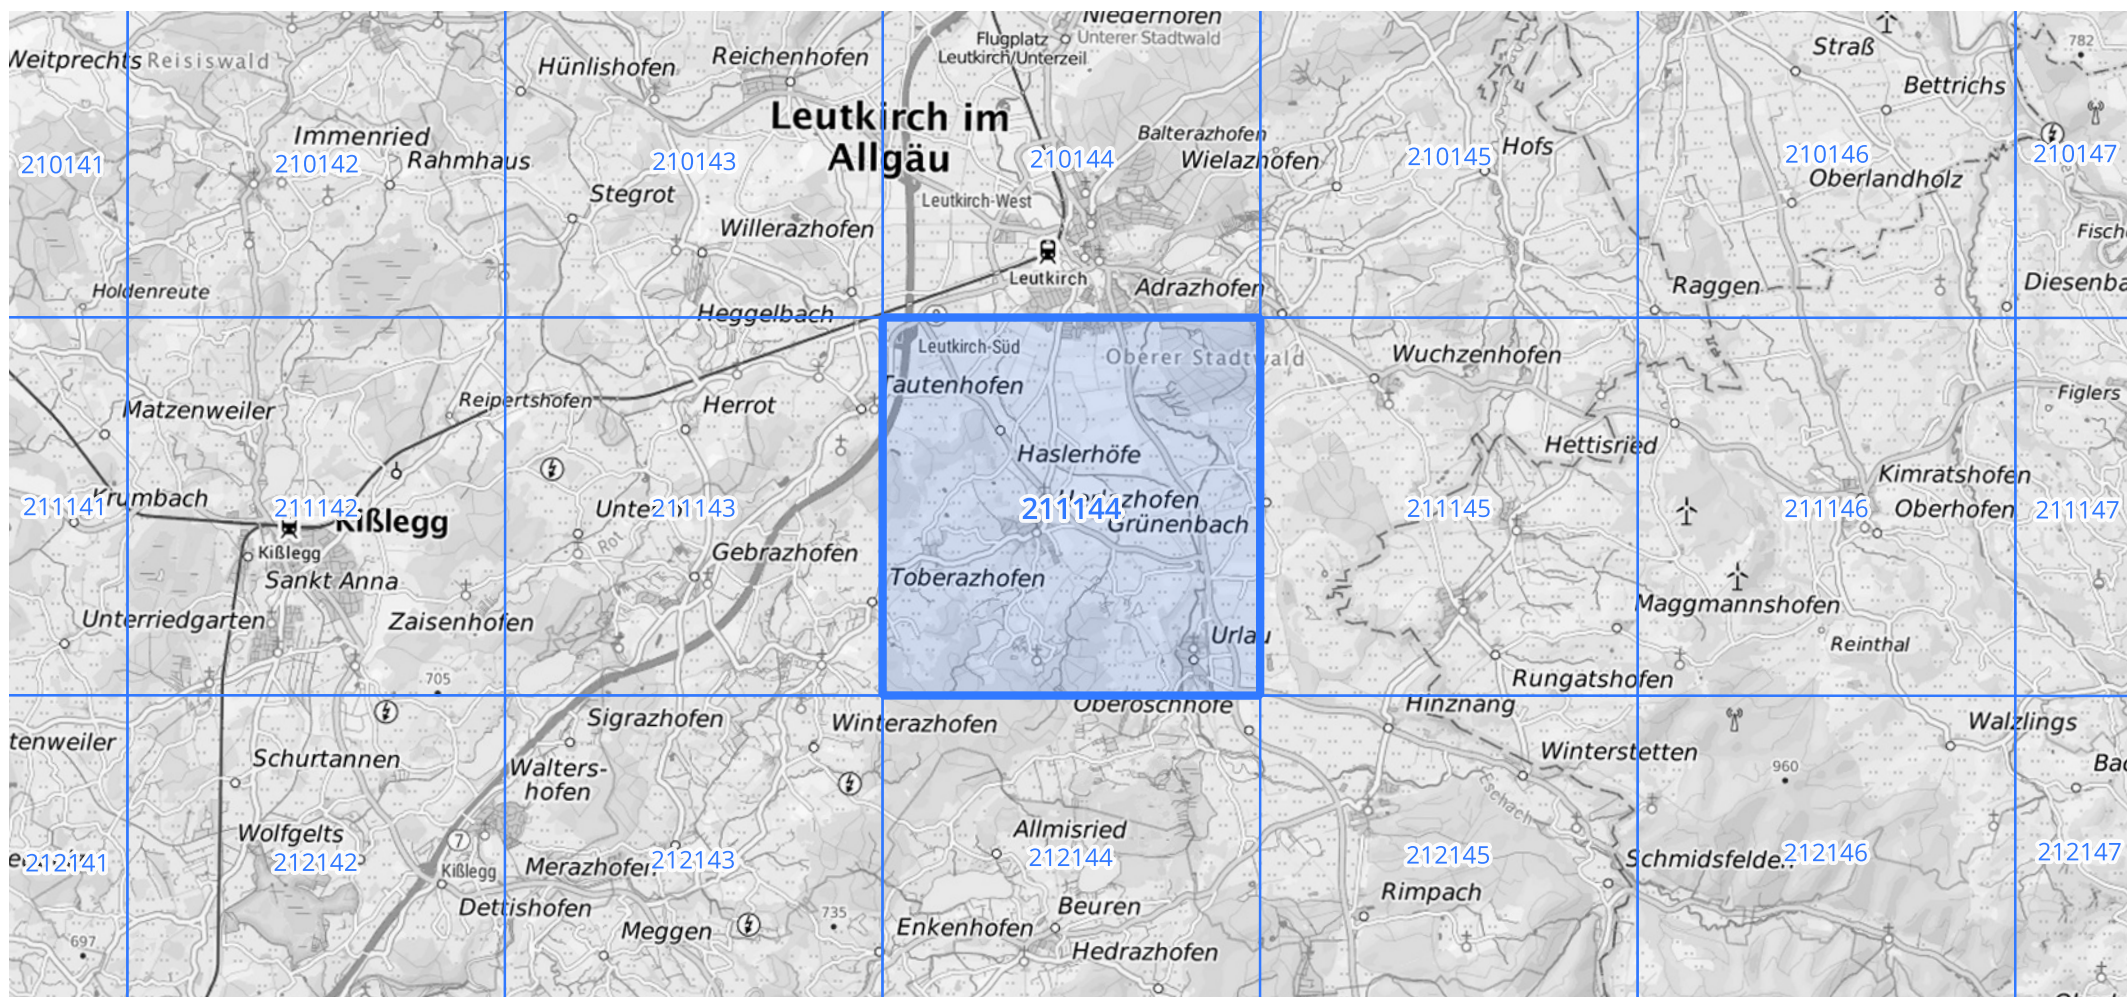 Niederhofen
Flugplatz
Leutkirch/Unterzeil
Unterer Stadtwald
Straß
782
Weitprechts
Reisiswald
Hünlishofen
Reichenhofen
Bettrichs
Leutkirch im
Allgäu
Immenried
Rahmhaus
Balterazhofen
Wielazhofen
Hofs
210141
210142
210143
210144
210145
210146
210147
Oberlandholz
Stegrot
Leutkirch-West
Willerazhofen
Fisch
Leutkirch
Adrazhofen
Raggen
Diesenba
Holdenreute
Heggelbach
Leutkirch-Süd
Oberer Stadtwald
Wuchzenhofen
Tautenhofen
Figlers
Matzenweiler
Reipertshofen
Herrot
Haslerhöfe
Hettisried
Kimratshofen
Krumbach
211141
211142
211143
211144
211145
211146
211147
Kißlegg
Grünenbach
Oberhofen
Kißlegg
Rot
Gebrazhofen
Sankt Anna
Toberazhofen
Maggmannshofen
Unterriedgarten
Zaisenhofen
Urlau
Reinthal
705
Rungatshofen
Sigrazhofen
Winterazhofen
Hinznang
Walzlings
tenweiler
Schurtannen
Walters-
hofen
Winterstetten
960
Bad
Eschach
Wolfgelts
7
Kißlegg
Allmisried
212141
212142
Merazhofen
212143
212144
212145
Schmidsfelden
212146
212147
Dettishofen
Meggen
735
Beuren
Rimpach
Enkenhofen
Hedrazhofen
697